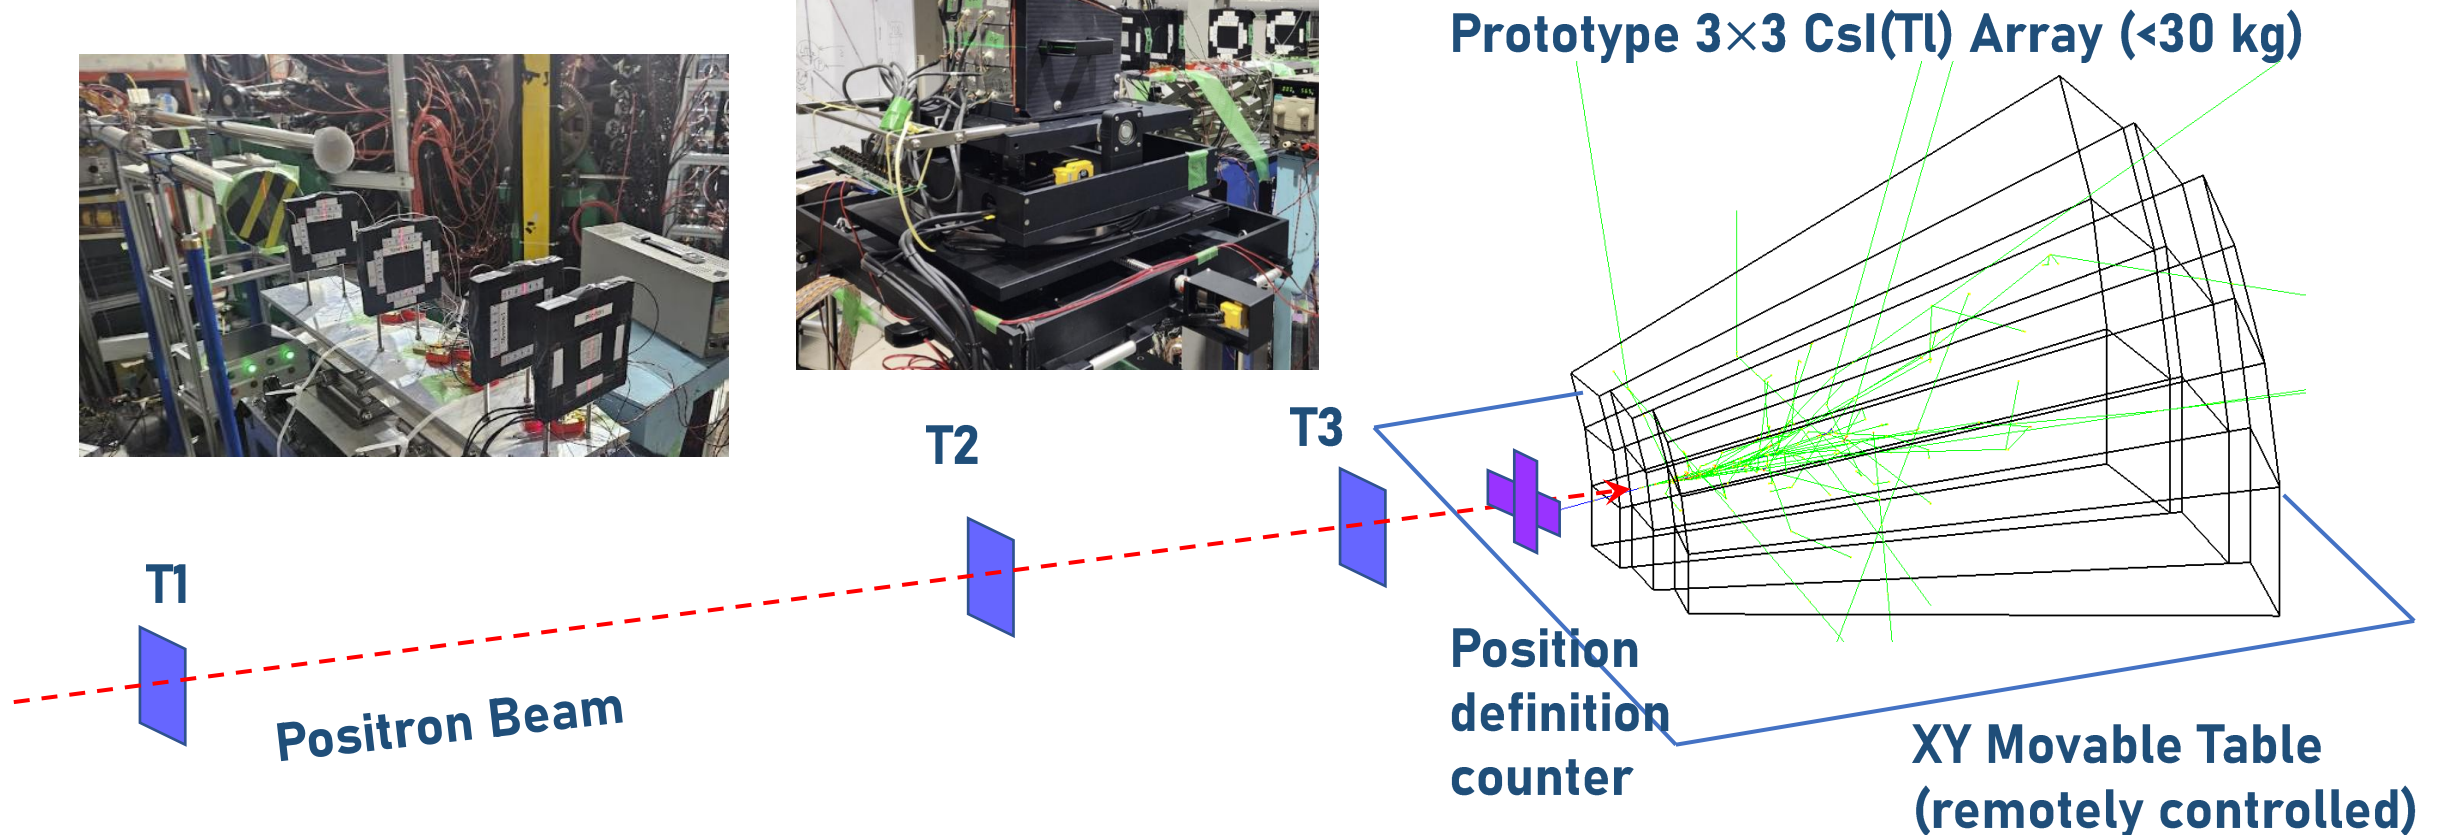 Prototype 3×3 CsI(Tl) Array (<30 kg)
T3
T2
T1
Positron Beam
Position
definition
counter
XY Movable Table
(remotely controlled)